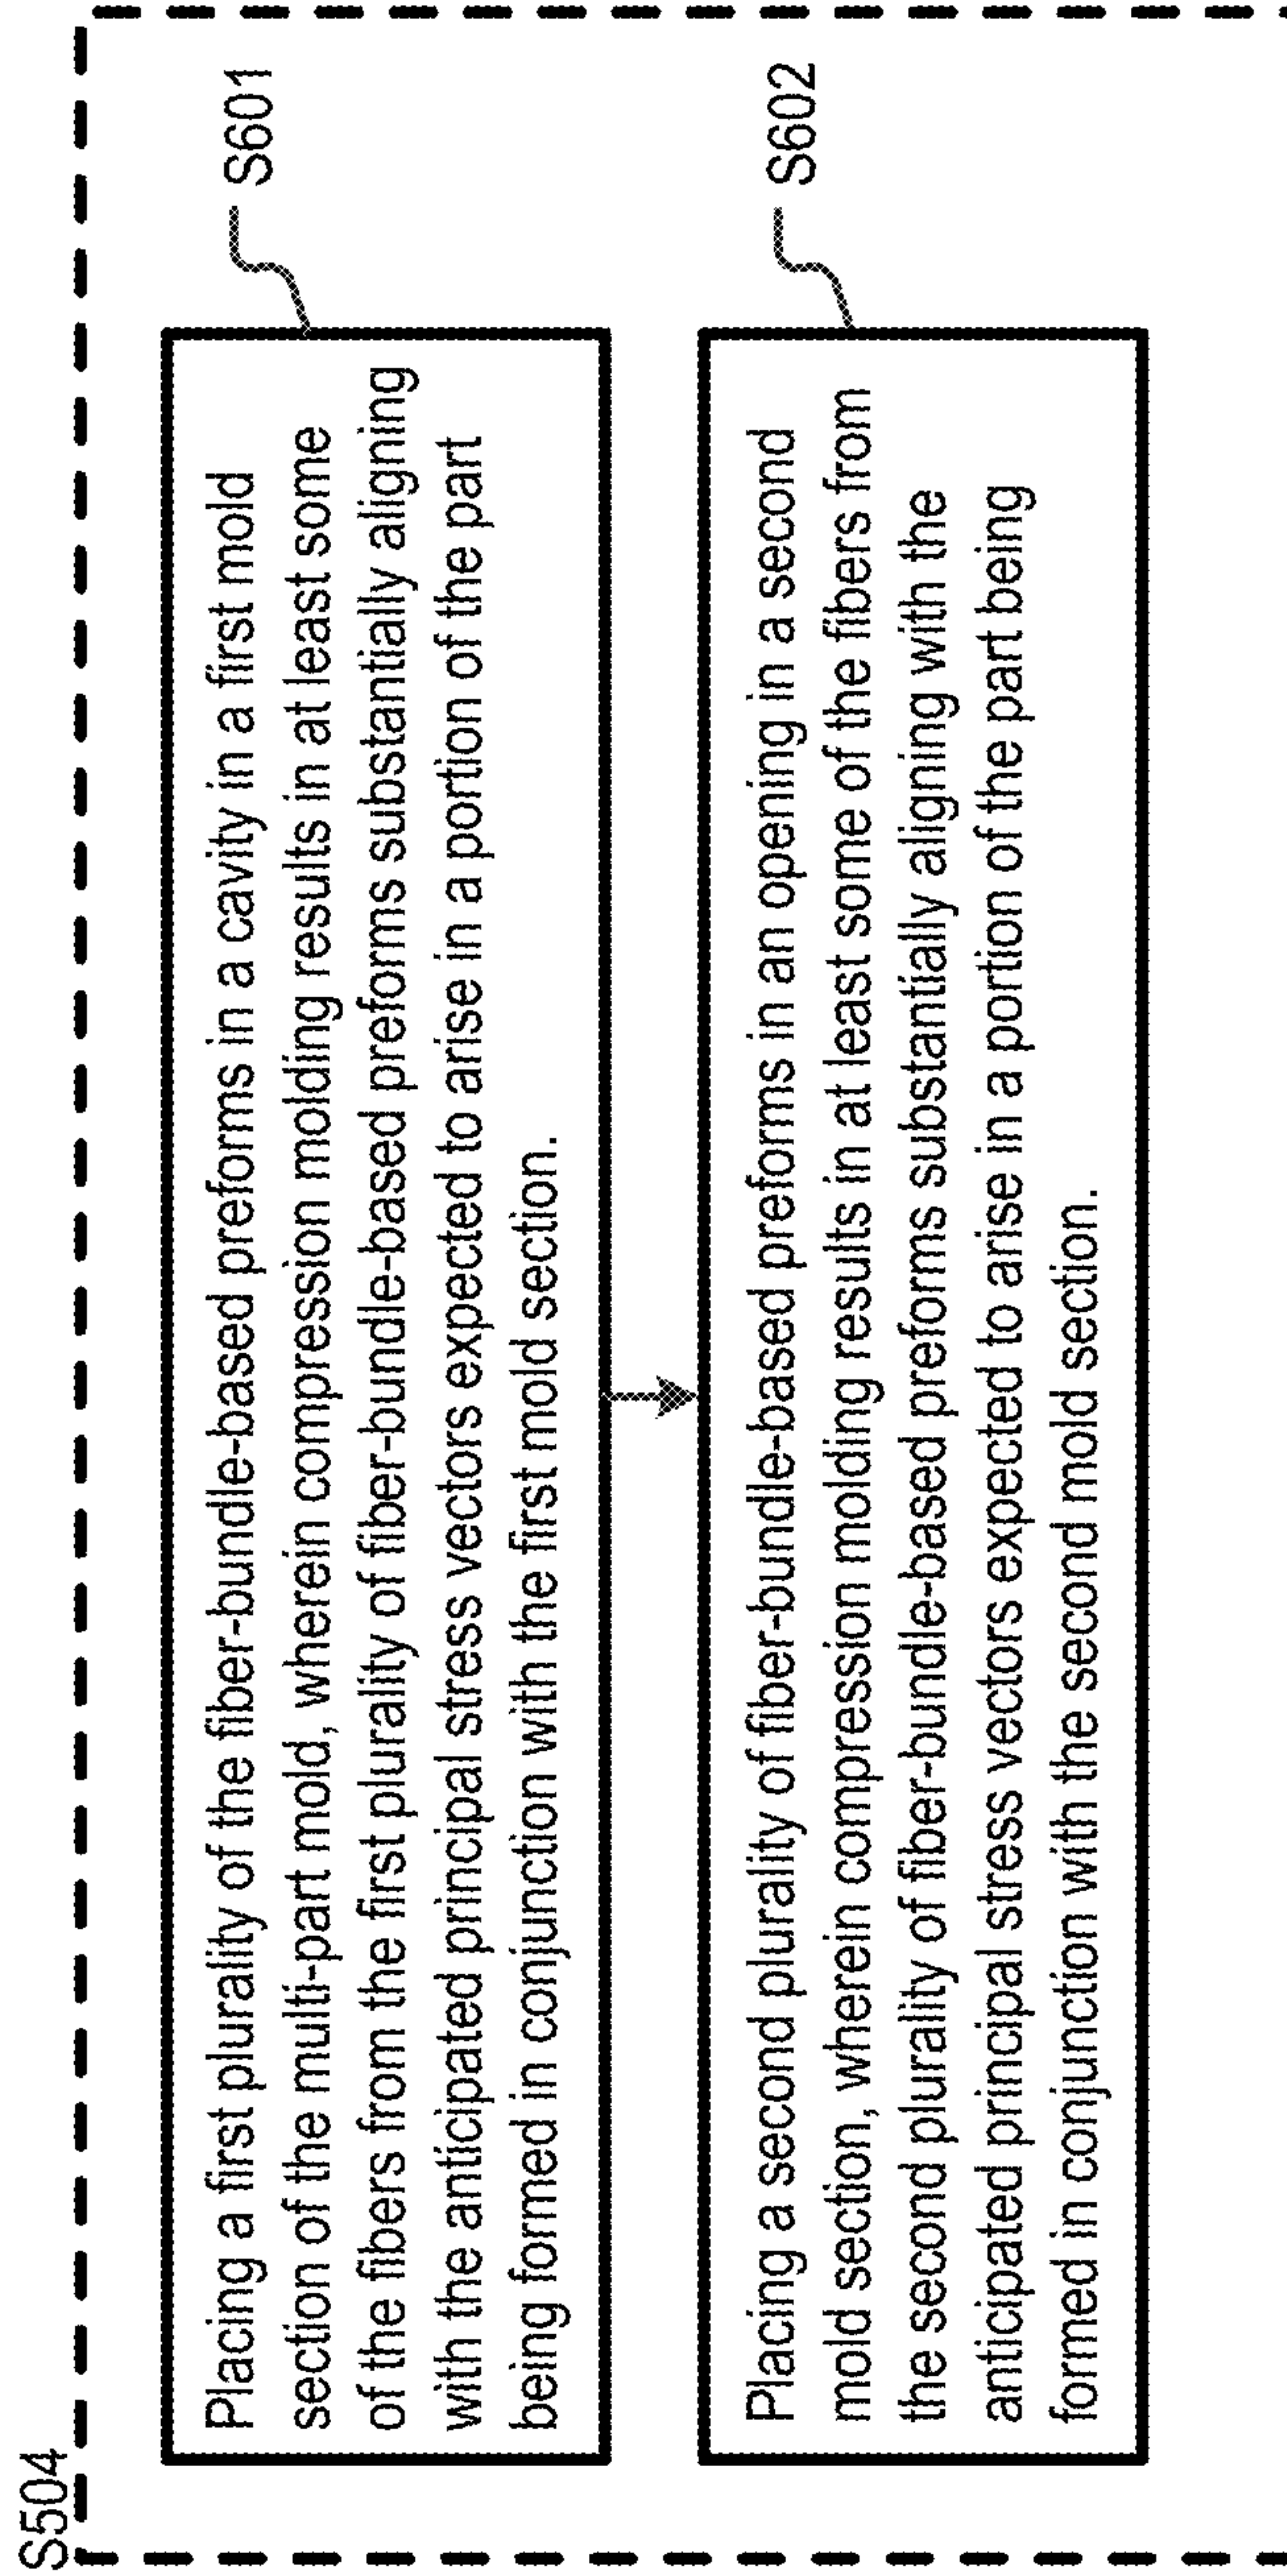 S504
Placing a first plurality of the fiber-bundle-based preforms in a cavity in a first mold
section of the multi-part mold, wherein compression molding results in at least some
of the fibers from the first plurality of fiber-bundle-based preforms substantially aligning
with the anticipated principal stress vectors expected to arise in a portion of the part
being formed in conjunction with the first mold section.
S601
Placing a second plurality of fiber-bundle-based preforms in an opening in a second
mold section, wherein compression molding results in at least some of the fibers from
the second plurality of fiber-bundle-based preforms substantially aligning with the
anticipated principal stress vectors expected to arise in a portion of the part being
formed in conjunction with the second mold section.
S602